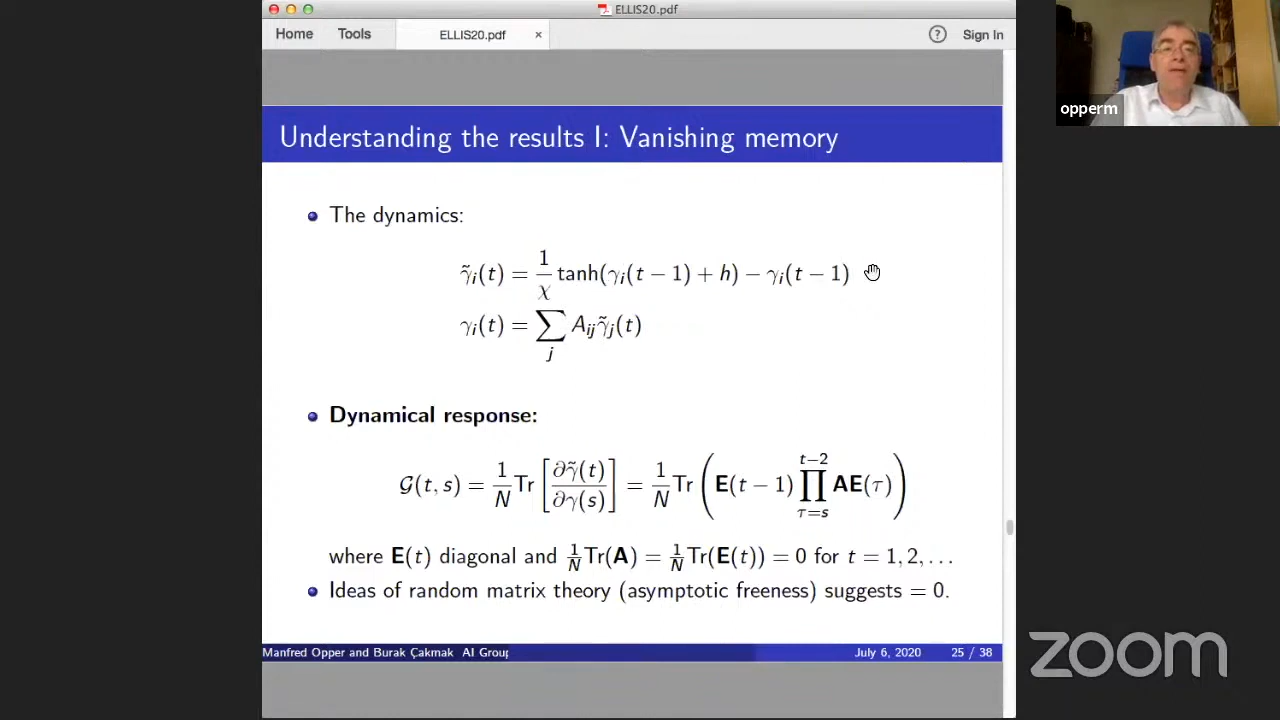 ELLIS20.pdf
Home Tools ELLIS20.pdf × ? Sign In
opperm
Understanding the results I: Vanishing memory
The dynamics:
γ̃ᵢ(t) = 1/χ tanh(γᵢ(t − 1) + h) − γᵢ(t − 1)
γᵢ(t) = ∑ⱼ Aᵢⱼ γ̃ⱼ(t)
Dynamical response:
𝒢(t, s) = 1/N Tr [∂γ̃(t)/∂γ(s)] = 1/N Tr (E(t − 1) ∏_{τ=s}^{t−2} AE(τ))
where E(t) diagonal and 1/N Tr(A) = 1/N Tr(E(t)) = 0 for t = 1, 2, . . .
Ideas of random matrix theory (asymptotic freeness) suggests = 0.
Manfred Opper and Burak Çakmak AI Group July 6, 2020 25 / 38
zoom